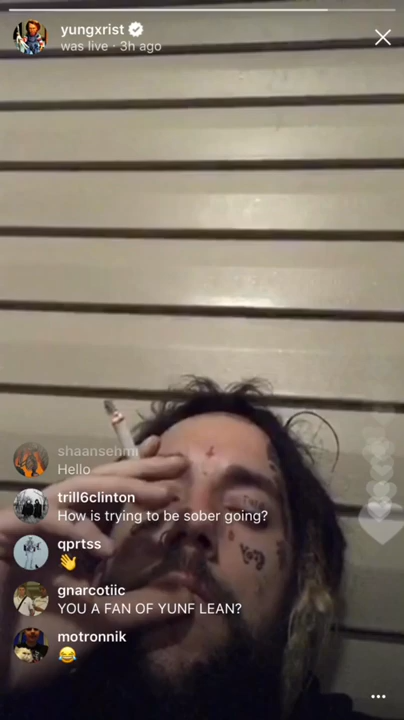 yungxrist
was live · 3h ago
shaansehmi
Hello
trill6clinton
How is trying to be sober going?
qprtss
👋
gnarcotiic
YOU A FAN OF YUNF LEAN?
motronnik
😂